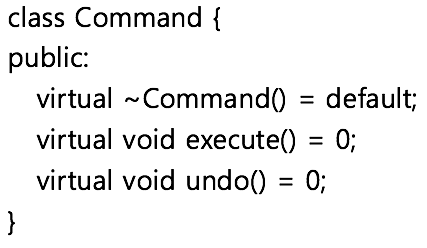 class Command {
public:
    virtual ~Command() = default;
    virtual void execute() = 0;
    virtual void undo() = 0;
}